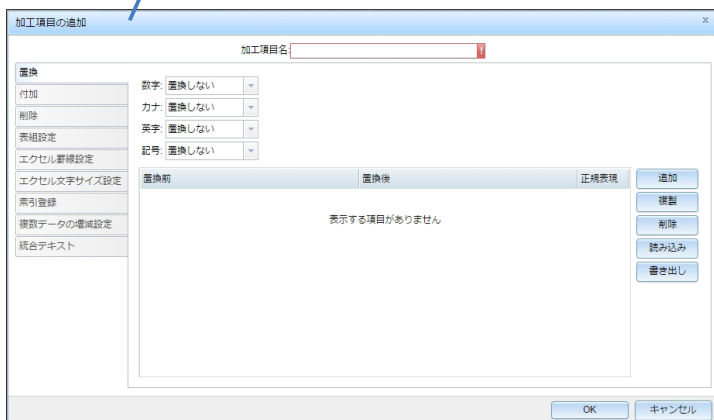 加工項目の追加
x
加工項目名:
!
置換
付加
削除
表組設定
エクセル罫線設定
エクセル文字サイズ設定
索引登録
複数データの増減設定
統合テキスト
数字: 置換しない
カナ: 置換しない
英字: 置換しない
記号: 置換しない
置換前 置換後 正規表現
表示する項目がありません
追加
複製
削除
読み込み
書き出し
OK キャンセル